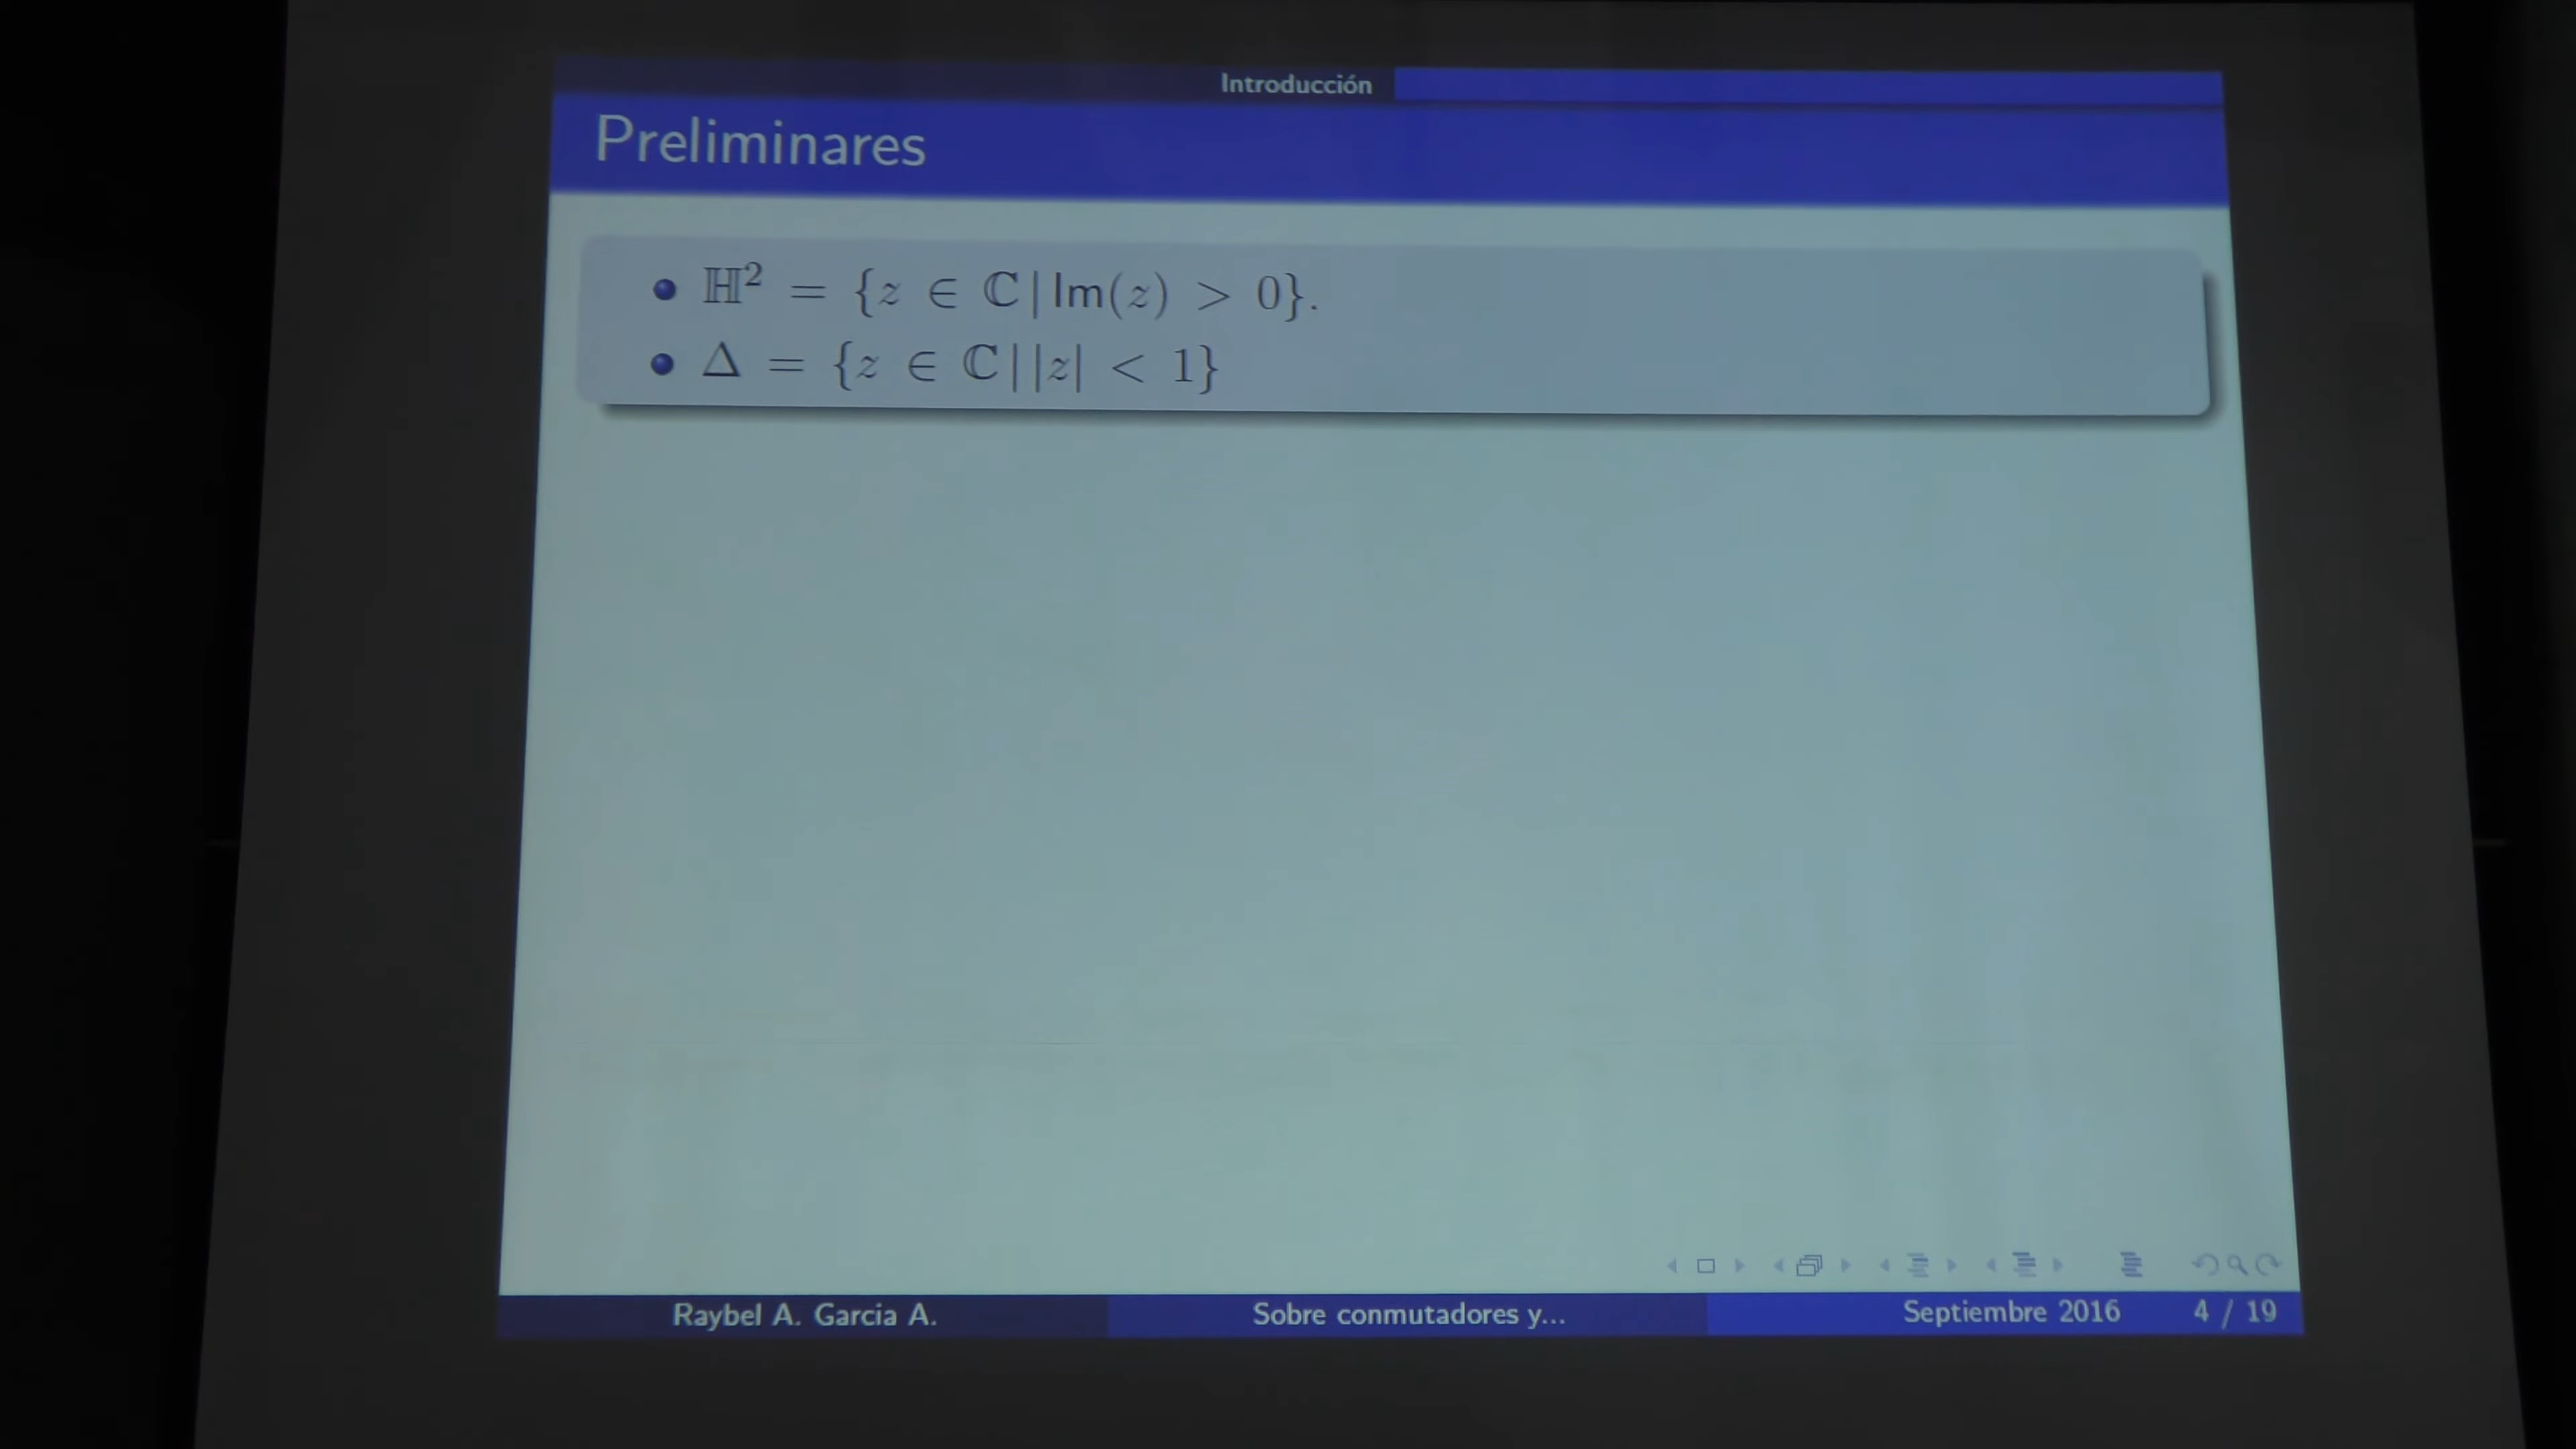 Introducción
Preliminares
• ℍ² = {z ∈ ℂ | Im(z) > 0}.
• Δ = {z ∈ ℂ | |z| < 1}
Raybel A. Garcia A. Sobre conmutadores y... Septiembre 2016 4 / 19